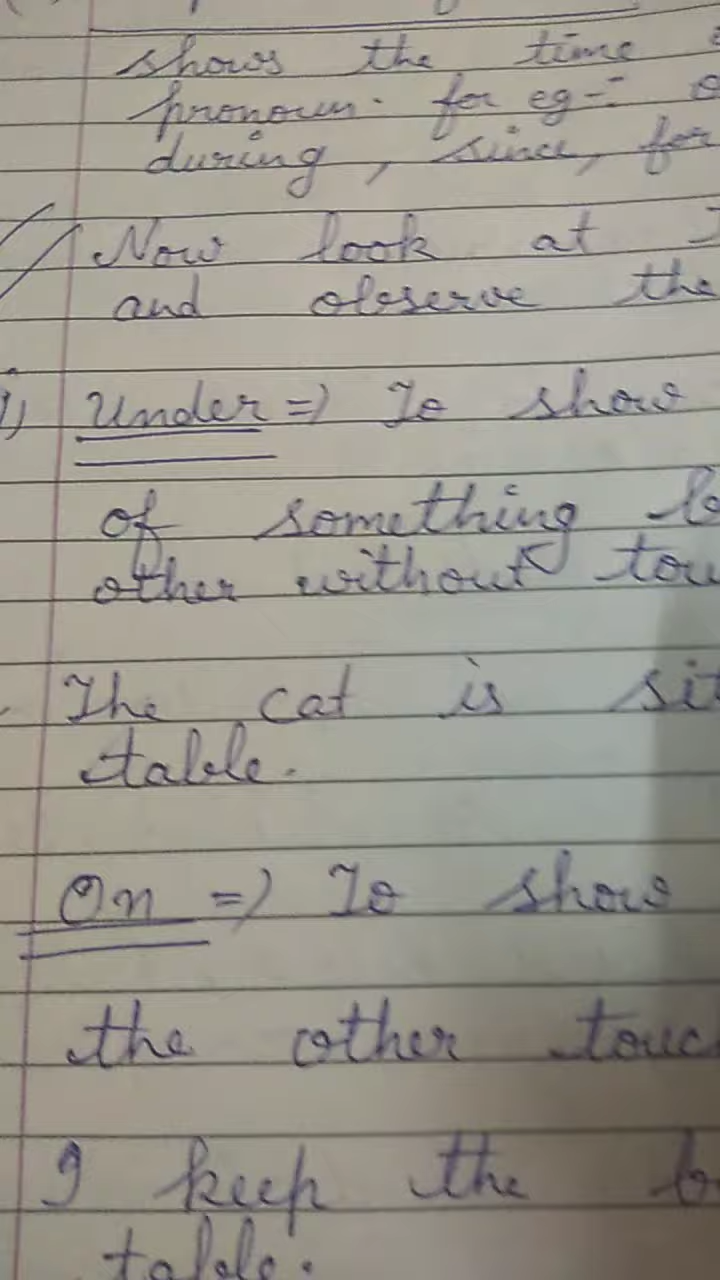 shows the time
pronoun. for eg-:
during, since, for
Now look at
and observe the
1) Under => To show
of something
other without
The cat is
table.
On => To show
the other
I keep the
table.